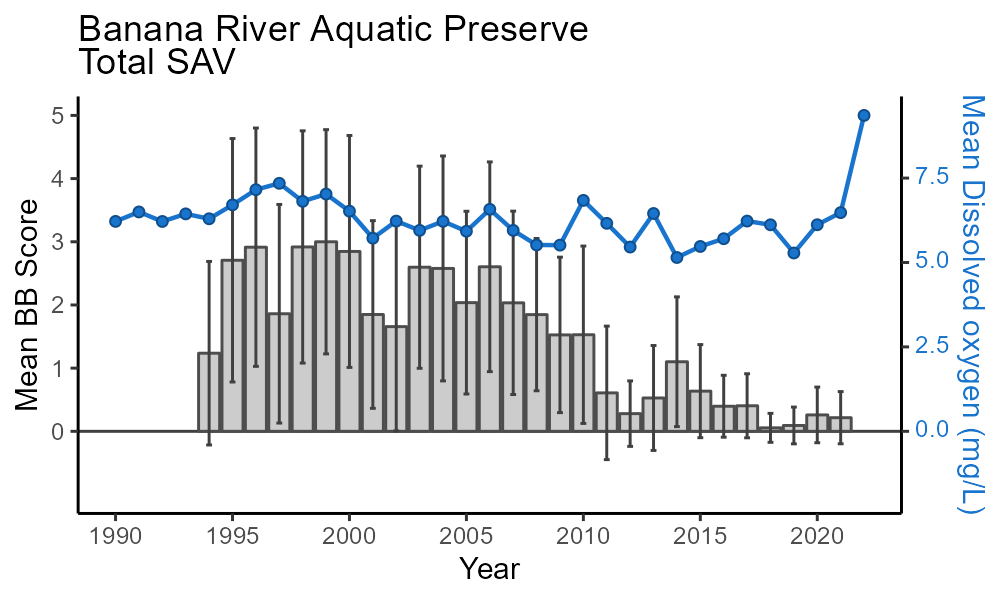 Banana River Aquatic Preserve
Total SAV
Mean BB Score
5
4
3
2
1
0
7.5
5.0
2.5
0.0
Mean Dissolved oxygen (mg/L)
1990 1995 2000 2005 2010 2015 2020
Year